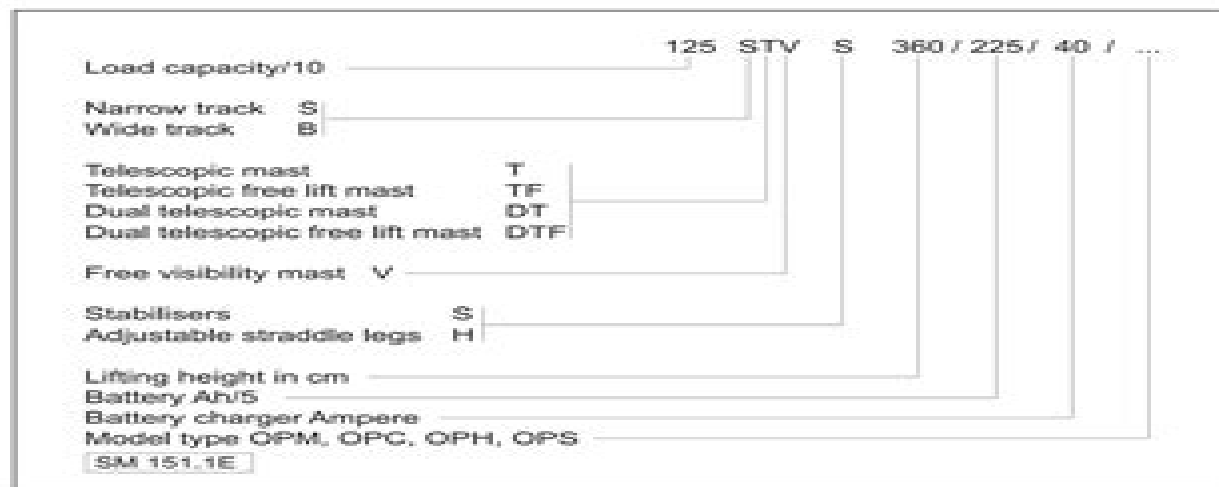 125 STV S 360 / 225 / 40 / ...
Load capacity/10
Narrow track S
Wide track B
Telescopic mast T
Telescopic free lift mast TF
Dual telescopic mast DT
Dual telescopic free lift mast DTF
Free visibility mast V
Stabilisers S
Adjustable straddle legs H
Lifting height in cm
Battery Ah/5
Battery charger Ampere
Model type OPM, OPC, OPH, OPS
SM 151.1E